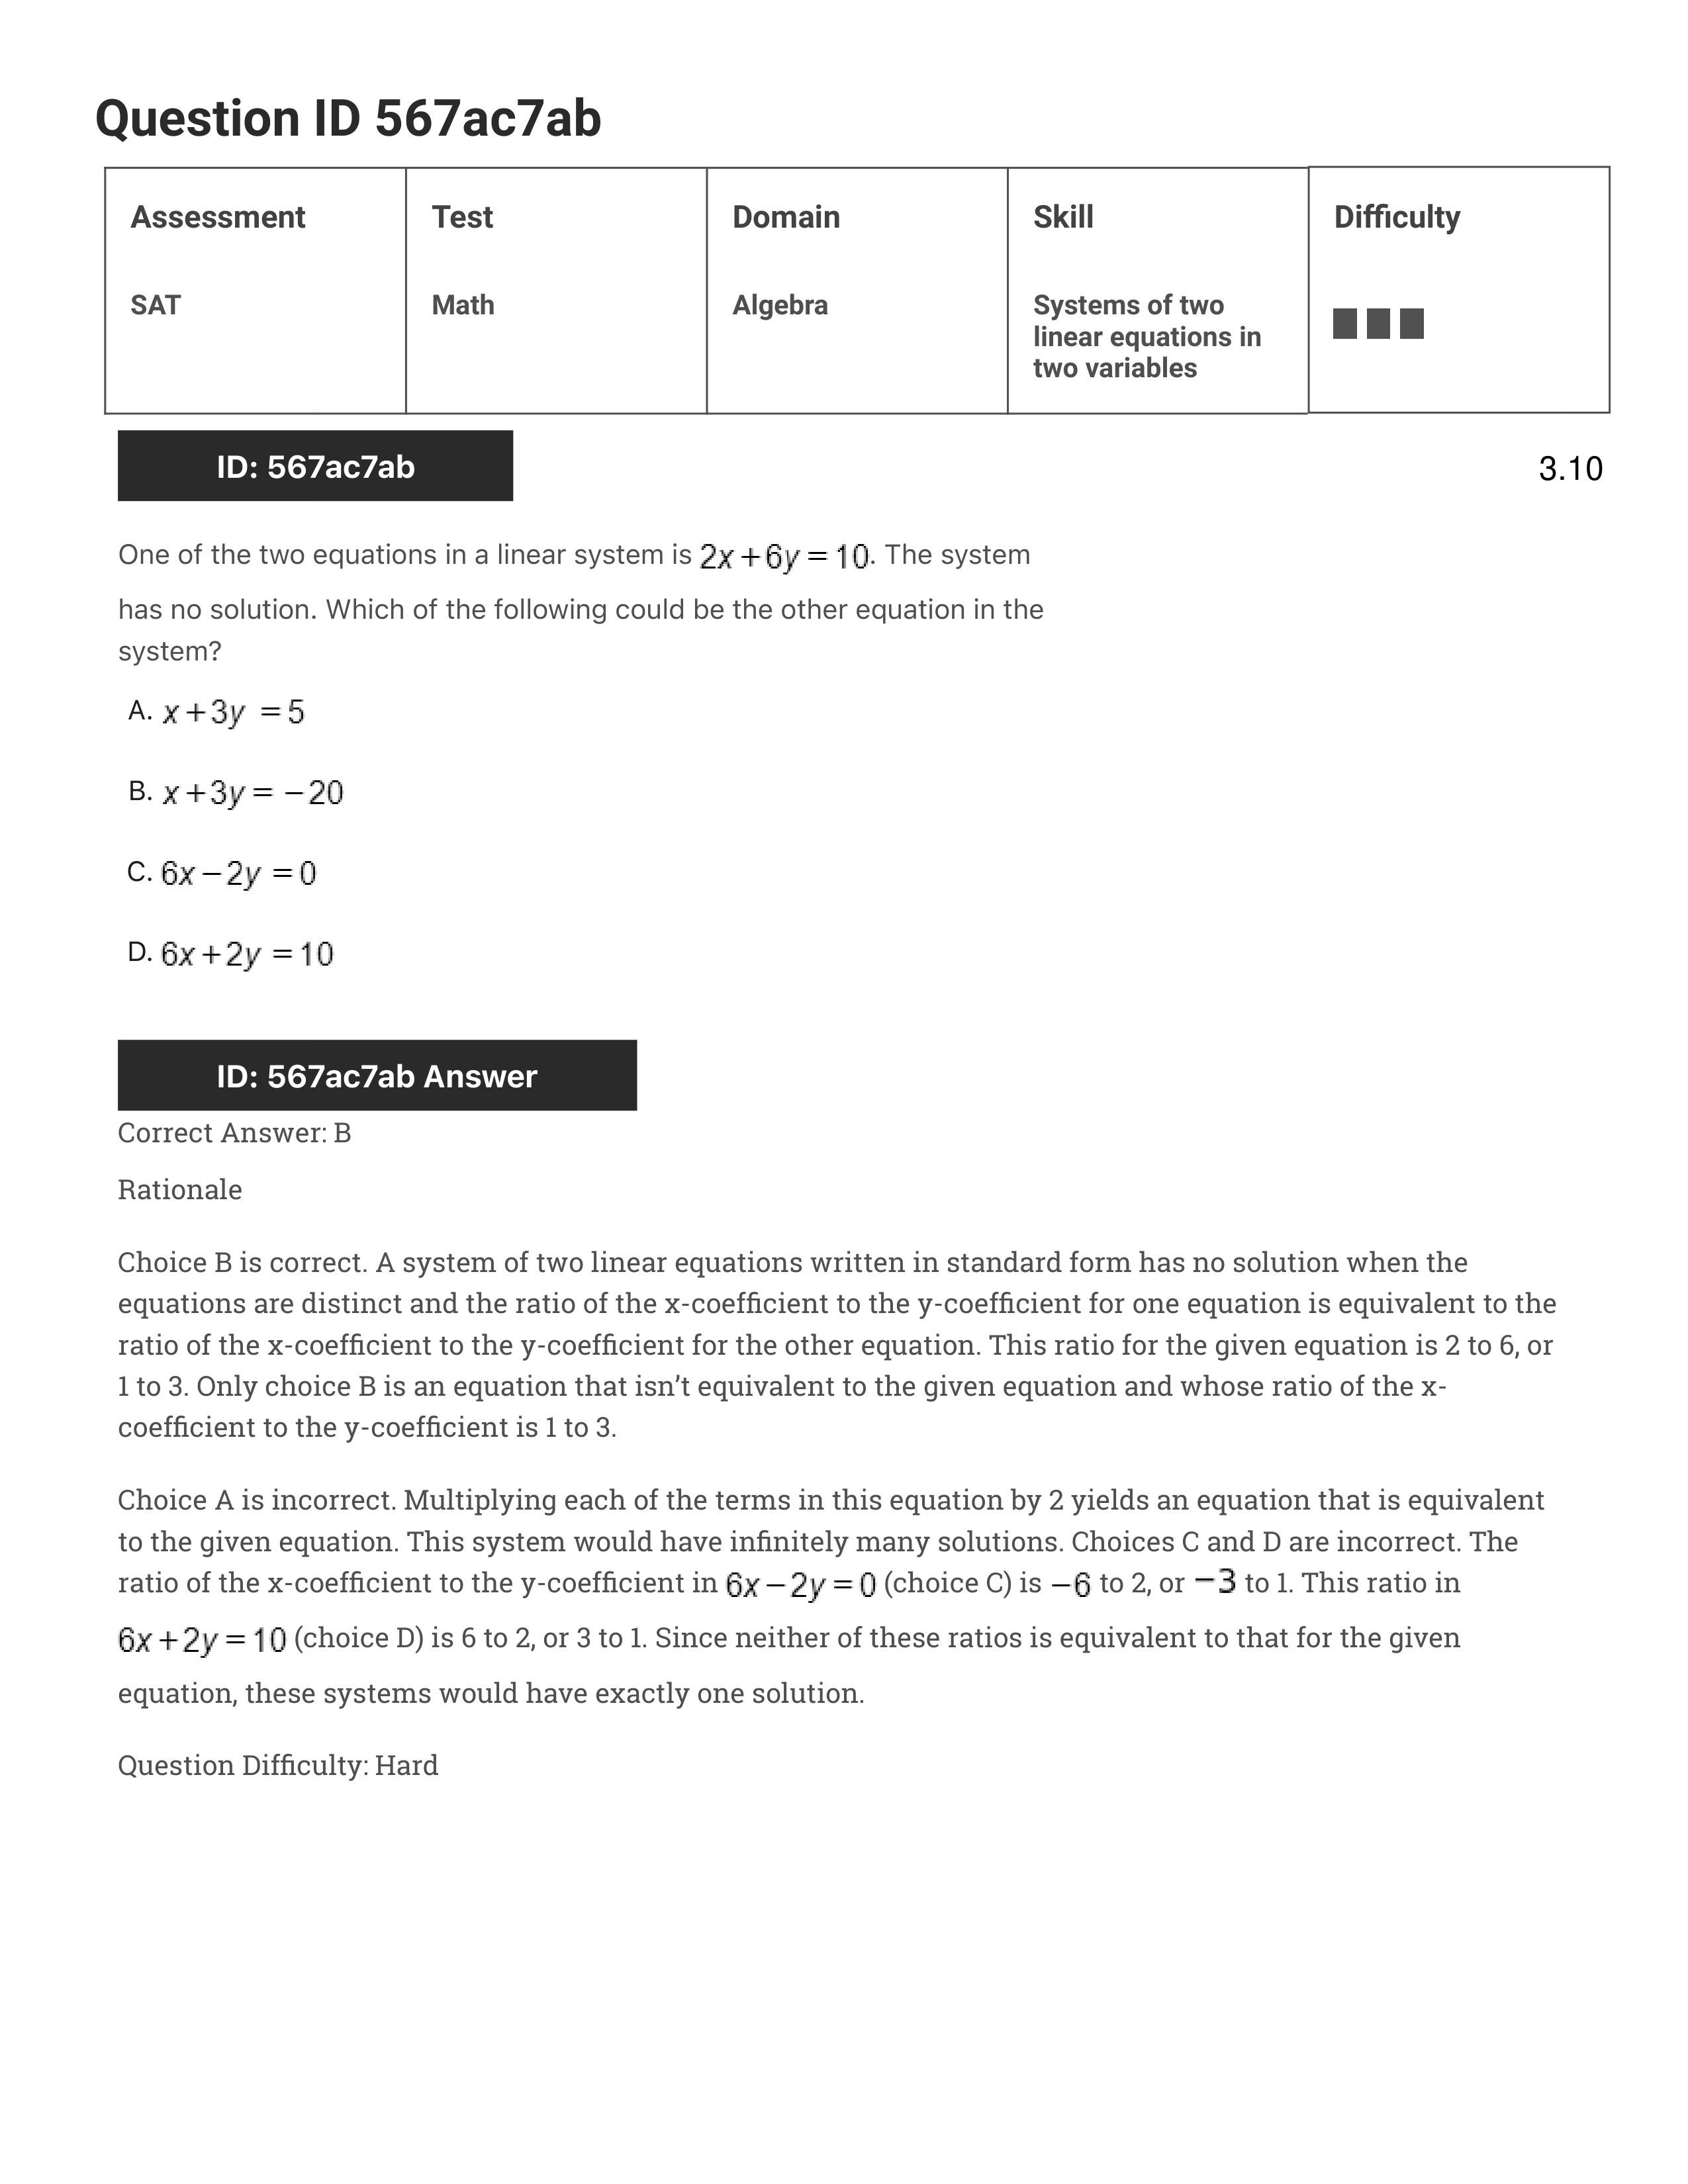 Question ID 567ac7ab
Assessment Test Domain Skill Difficulty
SAT Math Algebra Systems of two
linear equations in
two variables
ID: 567ac7ab 3.10
One of the two equations in a linear system is 2x+6y=10. The system
has no solution. Which of the following could be the other equation in the
system?
A. x+3y =5
B. x+3y= −20
C. 6x−2y =0
D. 6x+2y =10
ID: 567ac7ab Answer
Correct Answer: B
Rationale
Choice B is correct. A system of two linear equations written in standard form has no solution when the
equations are distinct and the ratio of the x-coefficient to the y-coefficient for one equation is equivalent to the
ratio of the x-coefficient to the y-coefficient for the other equation. This ratio for the given equation is 2 to 6, or
1 to 3. Only choice B is an equation that isn’t equivalent to the given equation and whose ratio of the x-
coefficient to the y-coefficient is 1 to 3.
Choice A is incorrect. Multiplying each of the terms in this equation by 2 yields an equation that is equivalent
to the given equation. This system would have infinitely many solutions. Choices C and D are incorrect. The
ratio of the x-coefficient to the y-coefficient in 6x−2y=0 (choice C) is −6 to 2, or −3 to 1. This ratio in
6x+2y=10 (choice D) is 6 to 2, or 3 to 1. Since neither of these ratios is equivalent to that for the given
equation, these systems would have exactly one solution.
Question Difficulty: Hard